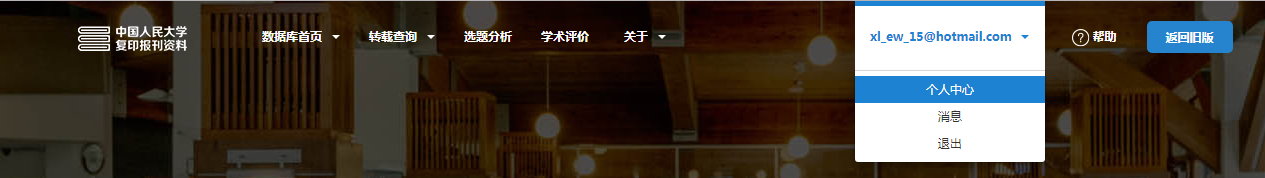 中国人民大学
复印报刊资料
数据库首页
转载查询
选题分析
学术评价
关于
xl_ew_15@hotmail.com
? 帮助
返回旧版
个人中心
消息
退出